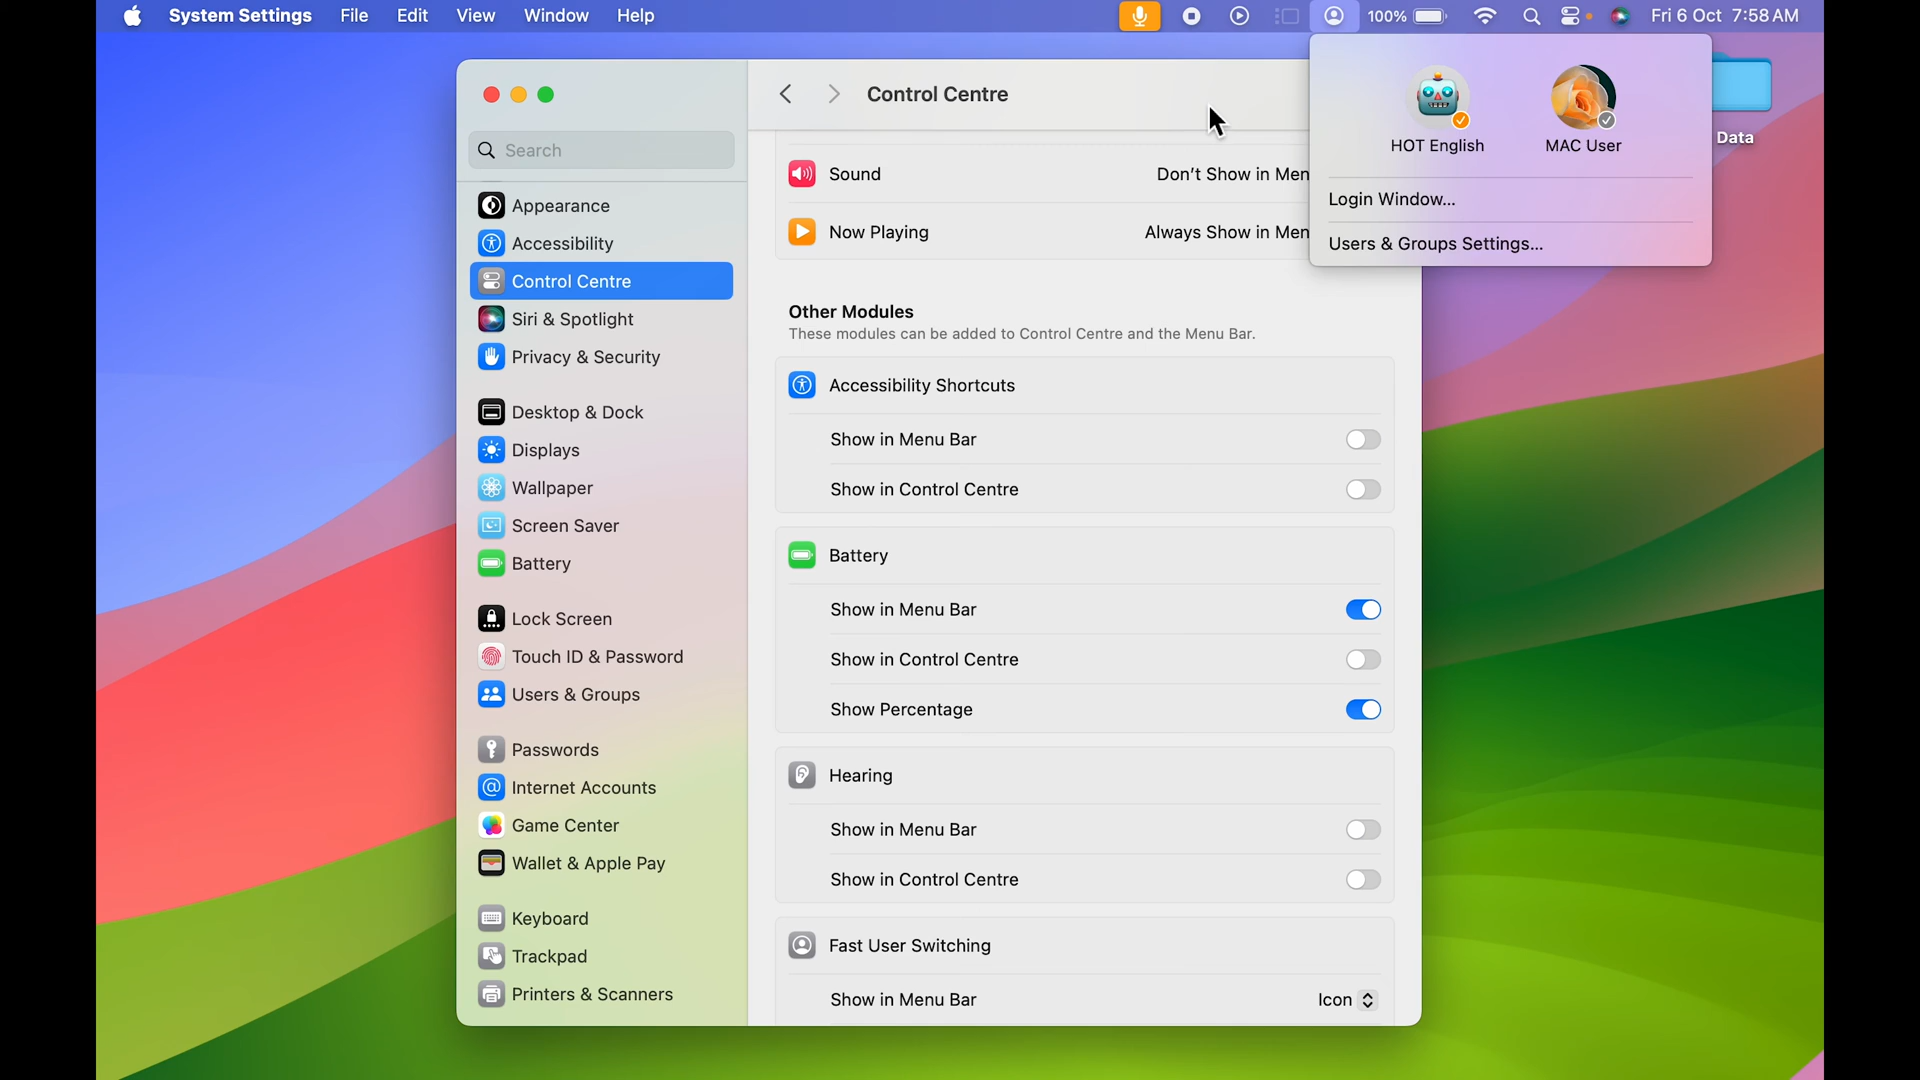 System Settings File Edit View Window Help 100% Fri 6 Oct 7:58 AM
HOT English MAC User
Login Window...
Users & Groups Settings...
Data
Search
Appearance
Accessibility
Control Centre
Siri & Spotlight
Privacy & Security
Desktop & Dock
Displays
Wallpaper
Screen Saver
Battery
Lock Screen
Touch ID & Password
Users & Groups
Passwords
Internet Accounts
Game Center
Wallet & Apple Pay
Keyboard
Trackpad
Printers & Scanners
Control Centre
Sound Don't Show in Men
Now Playing Always Show in Men
Other Modules
These modules can be added to Control Centre and the Menu Bar.
Accessibility Shortcuts
Show in Menu Bar
Show in Control Centre
Battery
Show in Menu Bar
Show in Control Centre
Show Percentage
Hearing
Show in Menu Bar
Show in Control Centre
Fast User Switching
Show in Menu Bar Icon